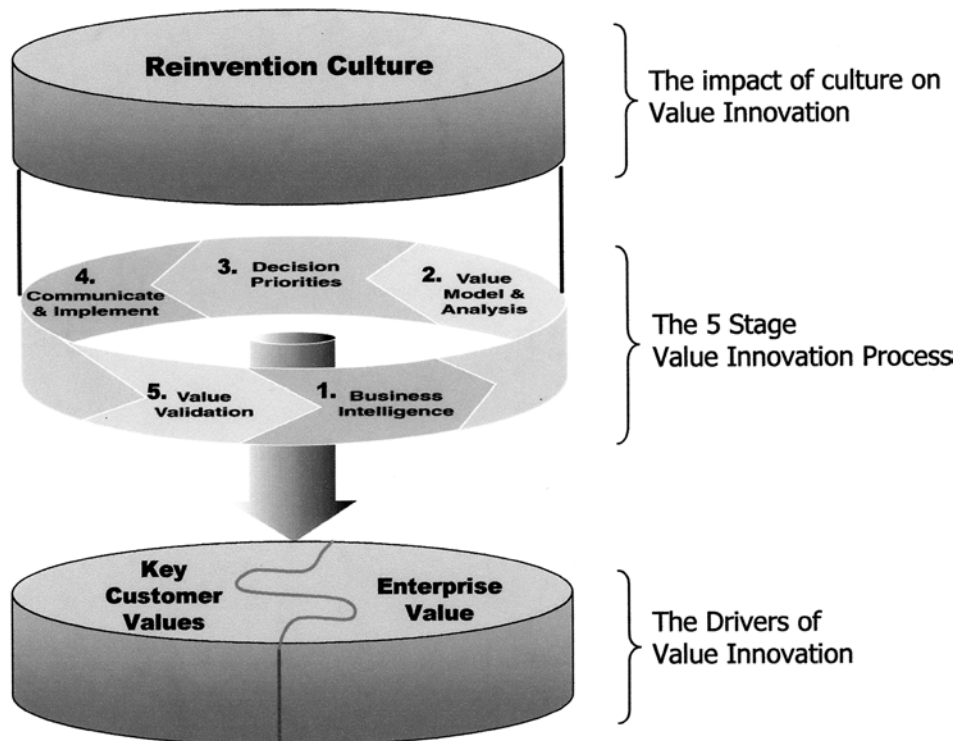 Reinvention Culture
The impact of culture on
Value Innovation
4.
Communicate
& Implement
3. Decision
Priorities
2. Value
Model &
Analysis
The 5 Stage
Value Innovation Process
5. Value
Validation
1. Business
Intelligence
Key
Customer
Values
Enterprise
Value
The Drivers of
Value Innovation